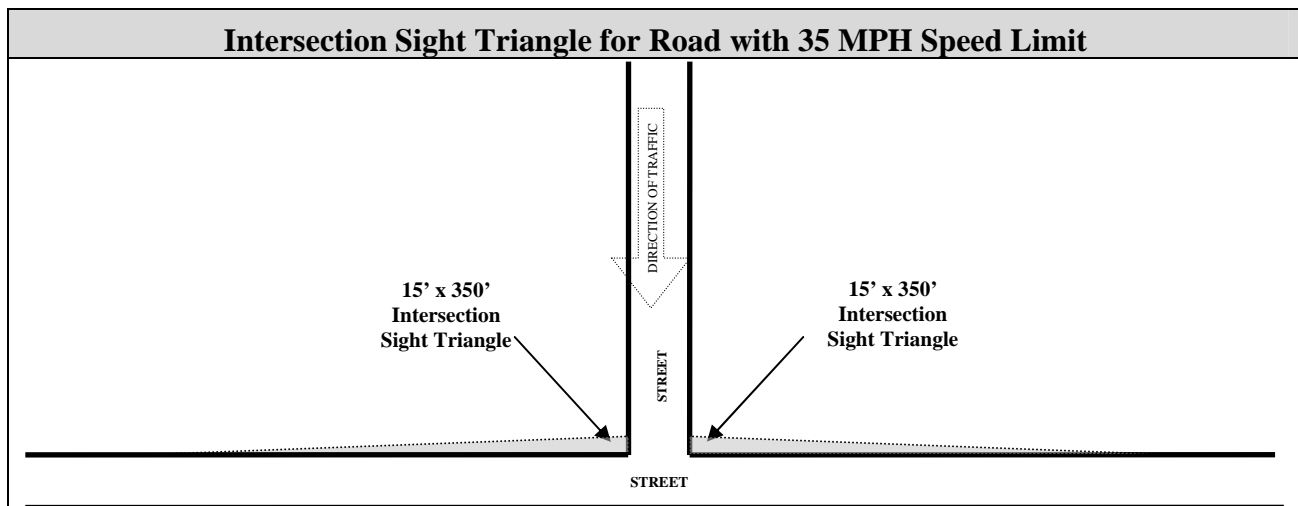 Intersection Sight Triangle for Road with 35 MPH Speed Limit
DIRECTION OF TRAFFIC
15’ x 350’
Intersection
Sight Triangle
15’ x 350’
Intersection
Sight Triangle
STREET
STREET